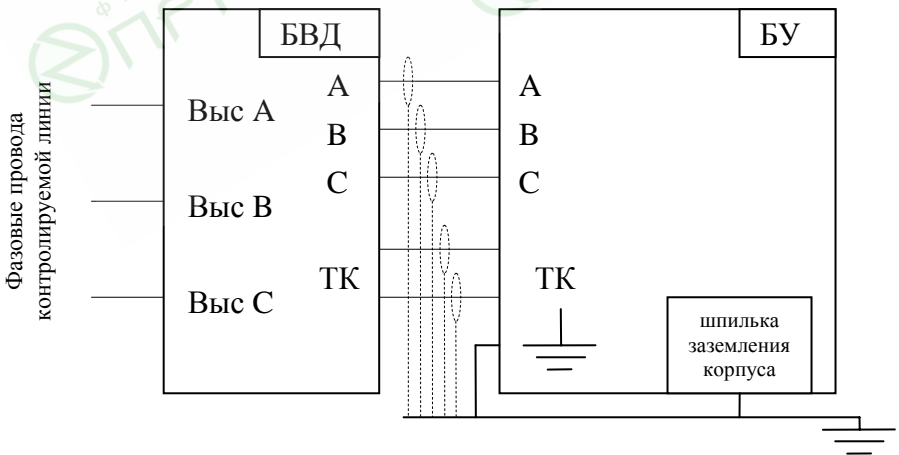 Фазовые провода
контролируемой линии
БВД
Выс А
Выс В
Выс С
А
В
С
ТК
БУ
А
В
С
ТК
шпилька
заземления
корпуса